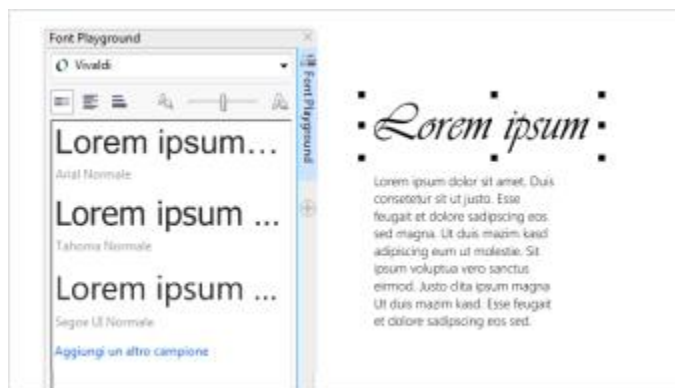 Font Playground
Vivaldi
Lorem ipsum...
Arial Normale
Lorem ipsum ...
Tahoma Normale
Lorem ipsum ...
Segoe UI Normale
Aggiungi un altro campione
Font Playground
Lorem ipsum
Lorem ipsum dolor sit amet. Duis
consetetur sit ut justo. Esse
feugait et dolore sadipscing eos
sed magna. Ut duis mazim kasd
adipiscing eum ut molestie. Sit
ipsum voluptua vero sanctus
eirmod. Justo clita ipsum magna
Ut duis mazim kasd. Esse feugait
et dolore sadipscing eos sed.